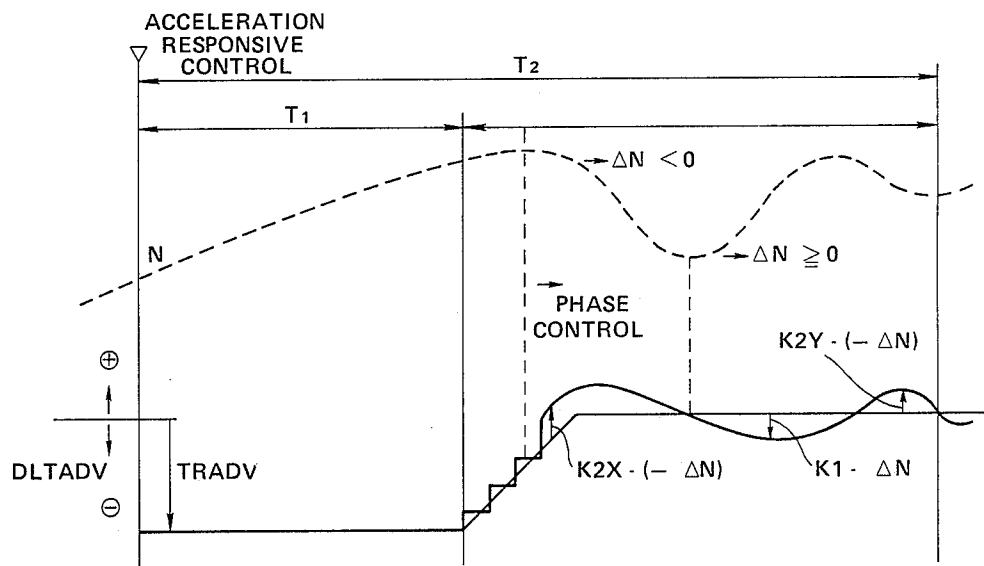 ACCELERATION
RESPONSIVE
CONTROL
T2
T1
ΔN < 0
N
ΔN ≧ 0
PHASE
CONTROL
K2Y - (- ΔN)
⊕
DLTADV
TRADV
K2X - (- ΔN)
K1 - ΔN
⊖